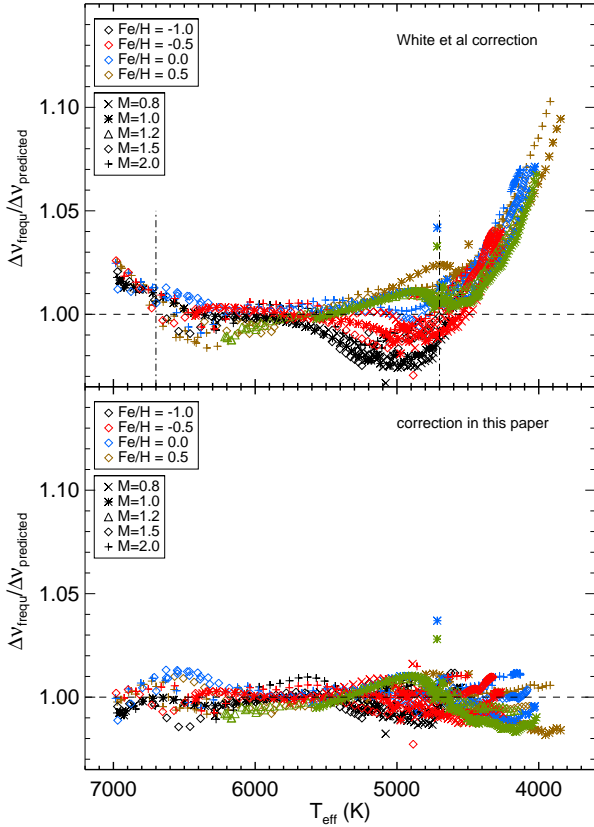 Fe/H = -1.0
Fe/H = -0.5
Fe/H = 0.0
Fe/H = 0.5
M=0.8
M=1.0
M=1.2
M=1.5
M=2.0
White et al correction
1.10
1.05
1.00
Δν_frequ/Δν_predicted
Fe/H = -1.0
Fe/H = -0.5
Fe/H = 0.0
Fe/H = 0.5
M=0.8
M=1.0
M=1.2
M=1.5
M=2.0
correction in this paper
1.10
1.05
1.00
Δν_frequ/Δν_predicted
7000 6000 5000 4000
T_eff (K)